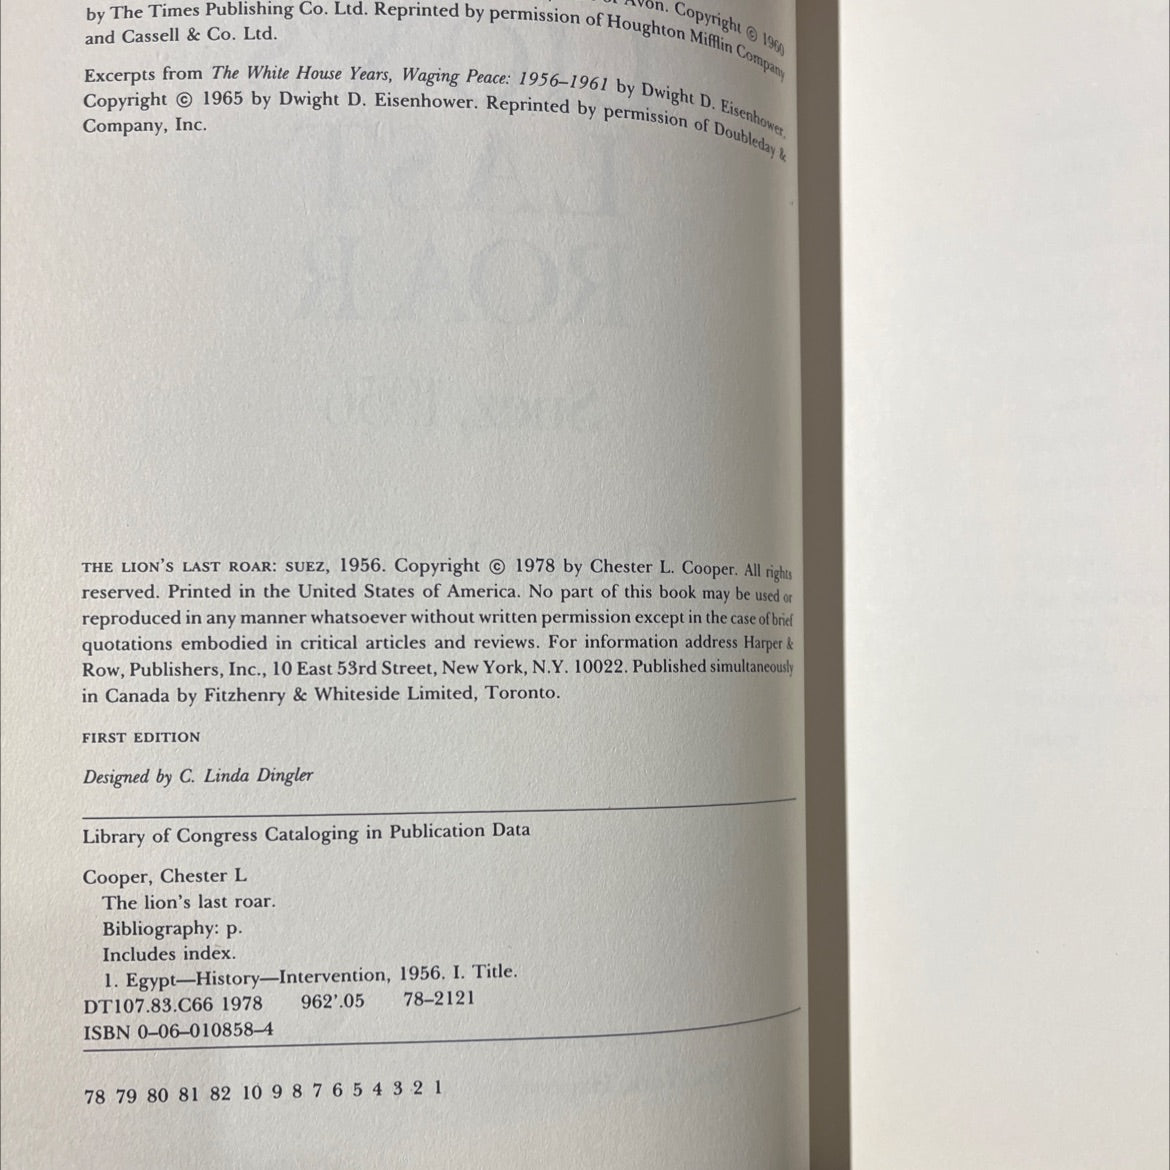 Avon. Copyright © 1960
by The Times Publishing Co. Ltd. Reprinted by permission of Houghton Mifflin Company
and Cassell & Co. Ltd.
Excerpts from The White House Years, Waging Peace: 1956–1961 by Dwight D. Eisenhower.
Copyright © 1965 by Dwight D. Eisenhower. Reprinted by permission of Doubleday &
Company, Inc.
THE LION'S LAST ROAR: SUEZ, 1956. Copyright © 1978 by Chester L. Cooper. All rights
reserved. Printed in the United States of America. No part of this book may be used or
reproduced in any manner whatsoever without written permission except in the case of brief
quotations embodied in critical articles and reviews. For information address Harper &
Row, Publishers, Inc., 10 East 53rd Street, New York, N.Y. 10022. Published simultaneously
in Canada by Fitzhenry & Whiteside Limited, Toronto.
FIRST EDITION
Designed by C. Linda Dingler
Library of Congress Cataloging in Publication Data
Cooper, Chester L
The lion's last roar.
Bibliography: p.
Includes index.
1. Egypt—History—Intervention, 1956. I. Title.
DT107.83.C66 1978 962'.05 78–2121
ISBN 0–06–010858–4
78 79 80 81 82 10 9 8 7 6 5 4 3 2 1